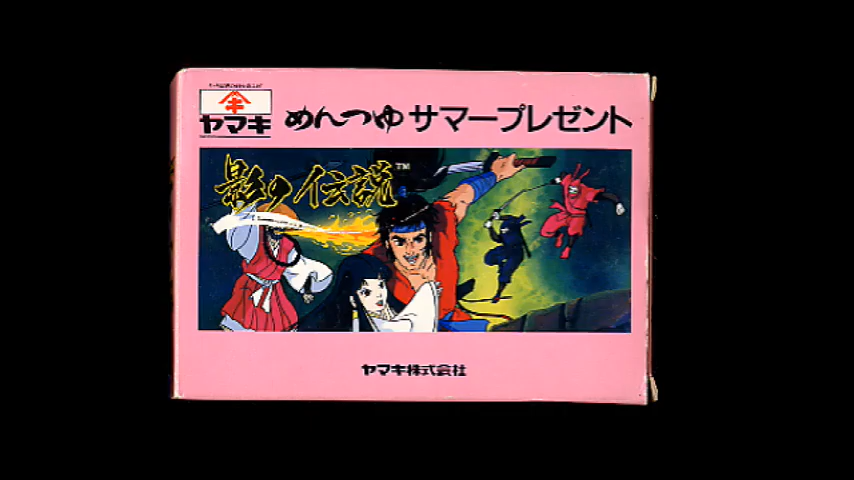 ヤマキ
めんつゆ サマープレゼント
影の伝説™
ヤマキ株式会社